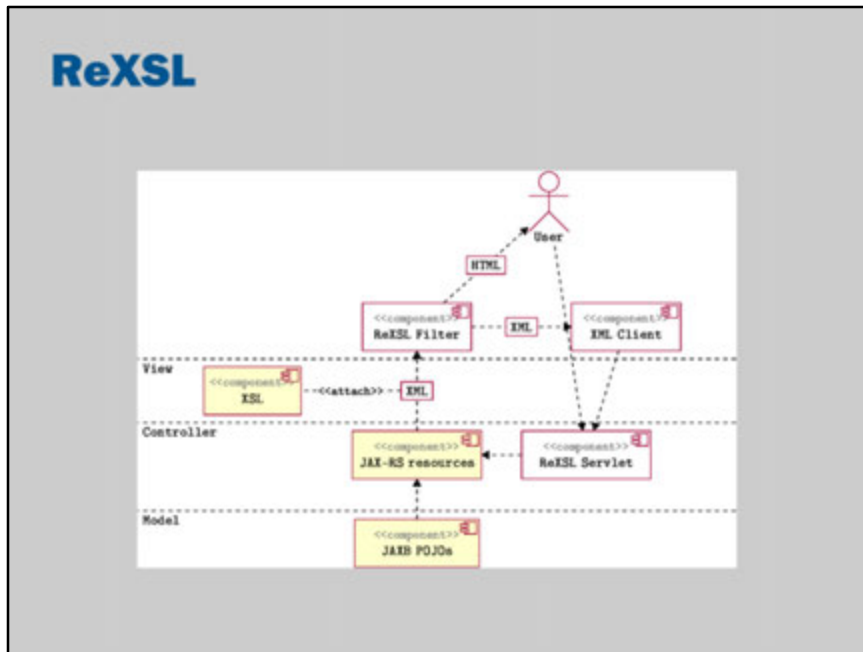 ReXSL
User
HTML
<<component>>
ReXSL Filter
XML
<<component>>
XML Client
View
<<component>>
XSL
<<attach>>
XML
Controller
<<component>>
JAX-RS resources
<<component>>
ReXSL Servlet
Model
<<component>>
JAXB POJOs